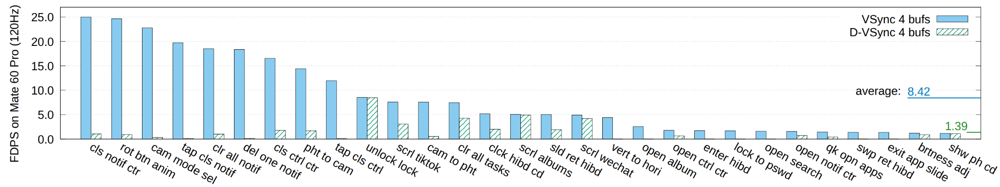 FDPS on Mate 60 Pro (120Hz)
25.0
20.0
15.0
10.0
5.0
0.0
VSync 4 bufs
D-VSync 4 bufs
average: 8.42
1.39
cls notif ctr
rot btn anim
cam mode sel
tap cls notif
clr all notif
del one notif
cls ctrl ctr
pht to cam
tap cls ctrl
unlock lock
scrl tiktok
cam to pht
clr all tasks
clck hibd cd
scrl albums
sld ret hibd
scrl wechat
vert to hori
open album
open ctrl ctr
enter hibd
lock to pswd
open search
open notif ctr
qk opn apps
swp ret hibd
exit app slide
brtness adj
shw ph cd